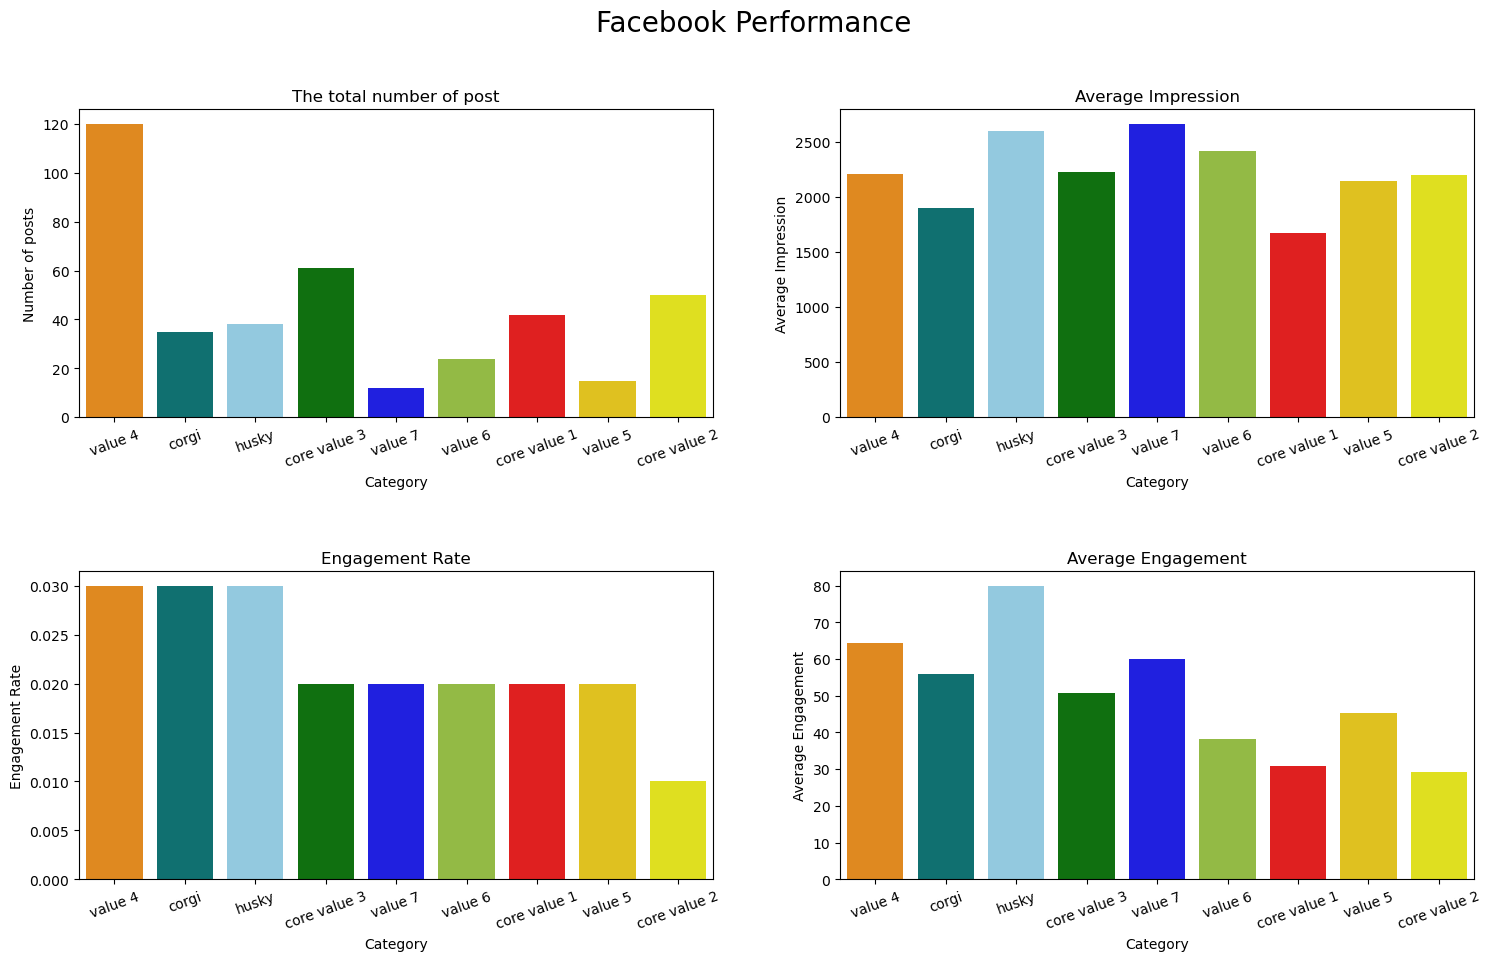 Facebook Performance
The total number of post
Number of posts
120
100
80
60
40
20
0
value 4 corgi husky core value 3 value 7 value 6 core value 1 value 5 core value 2
Category
Average Impression
Average Impression
2500
2000
1500
1000
500
0
value 4 corgi husky core value 3 value 7 value 6 core value 1 value 5 core value 2
Category
Engagement Rate
Engagement Rate
0.030
0.025
0.020
0.015
0.010
0.005
0.000
value 4 corgi husky core value 3 value 7 value 6 core value 1 value 5 core value 2
Category
Average Engagement
Average Engagement
80
70
60
50
40
30
20
10
0
value 4 corgi husky core value 3 value 7 value 6 core value 1 value 5 core value 2
Category